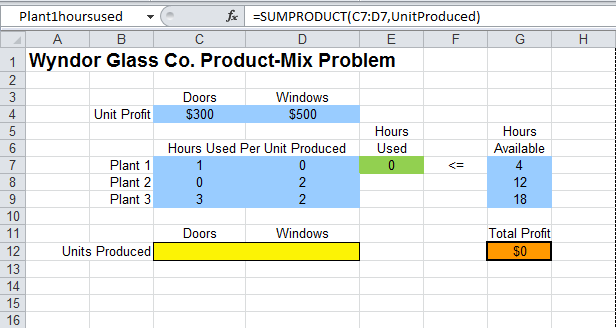 Plant1hoursused fx =SUMPRODUCT(C7:D7,UnitProduced)
A B C D E F G H
1 Wyndor Glass Co. Product-Mix Problem
2
3 Doors Windows
4 Unit Profit $300 $500
5 Hours Hours
6 Hours Used Per Unit Produced Used Available
7 Plant 1 1 0 0 <= 4
8 Plant 2 0 2 12
9 Plant 3 3 2 18
10
11 Doors Windows Total Profit
12 Units Produced $0
13
14
15
16